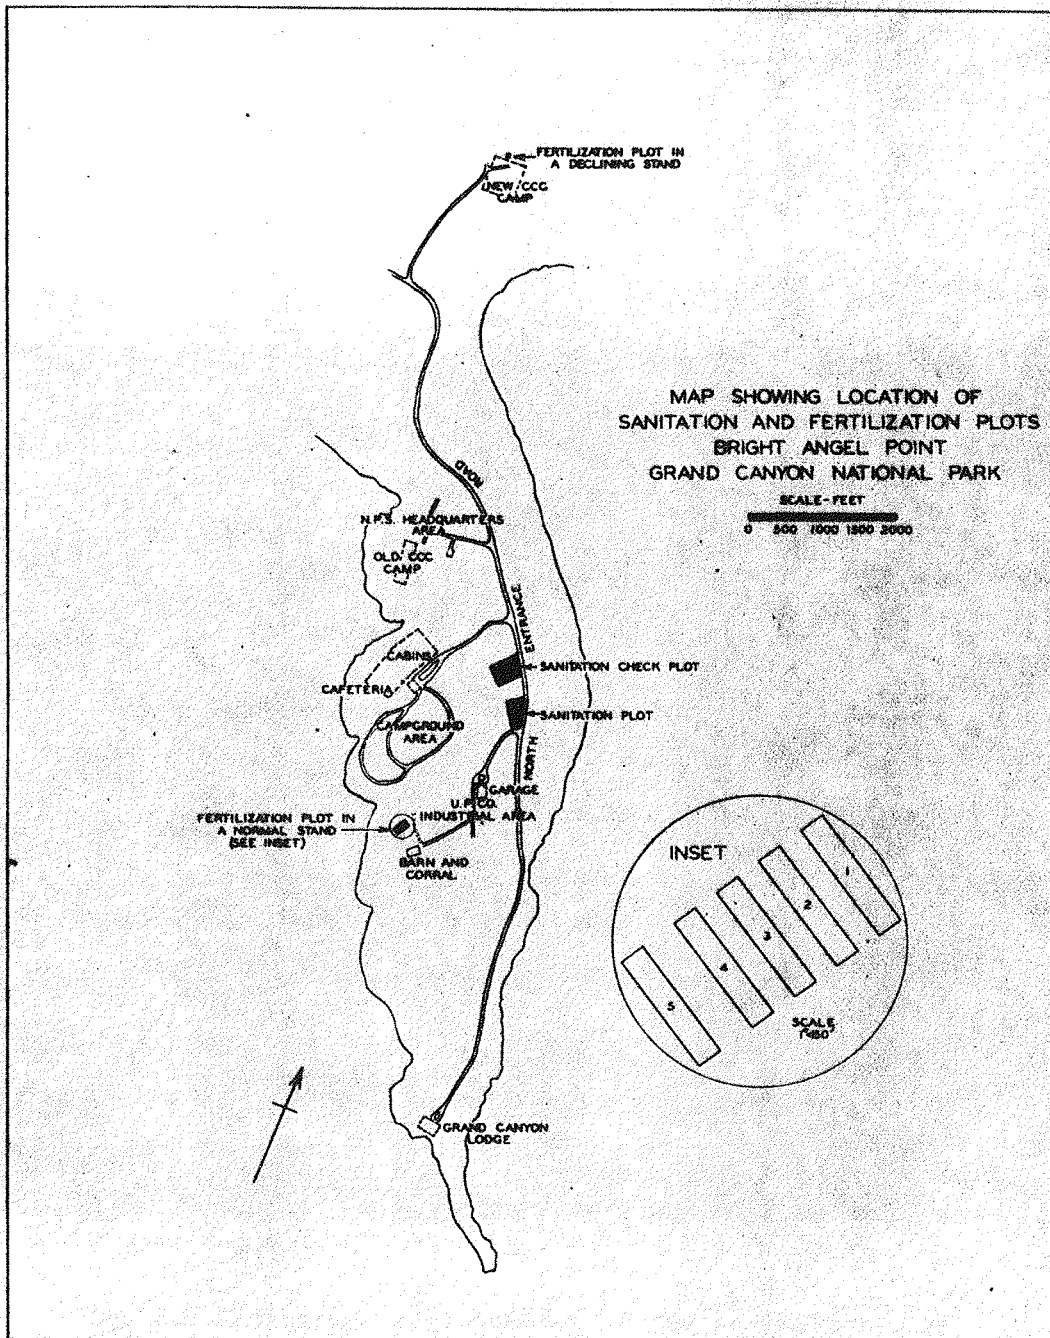 FERTILIZATION PLOT IN
A DECLINING STAND
NEW CCC
CAMP
MAP SHOWING LOCATION OF
SANITATION AND FERTILIZATION PLOTS
BRIGHT ANGEL POINT
GRAND CANYON NATIONAL PARK
SCALE-FEET
0 500 1000 1500 2000
ROAD
N.P.S. HEADQUARTERS
AREA
OLD CCC
CAMP
ENTRANCE
CABINS
SANITATION CHECK PLOT
CAFETERIA
SANITATION PLOT
CAMPGROUND
AREA
NORTH
GARAGE
U.P. CO.
INDUSTRIAL AREA
FERTILIZATION PLOT IN
A NORMAL STAND
(SEE INSET)
BARN AND
CORRAL
INSET
1
2
3
4
5
SCALE
GRAND CANYON
LODGE